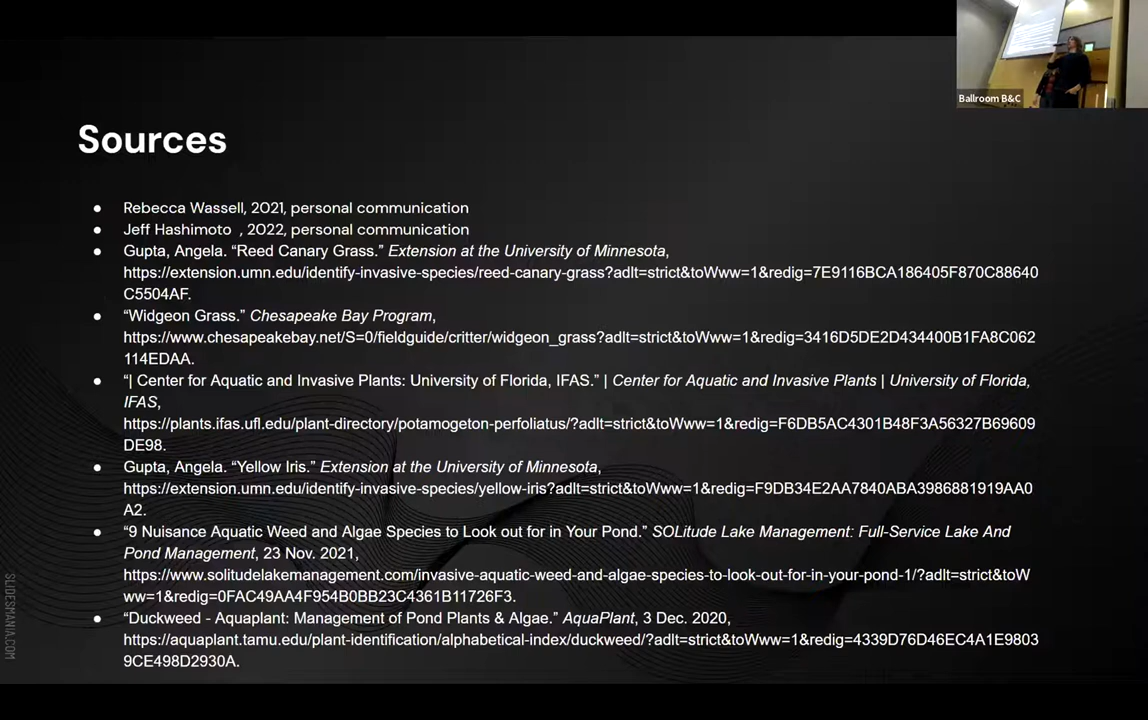 Ballroom B&C
Sources
● Rebecca Wassell, 2021, personal communication
● Jeff Hashimoto , 2022, personal communication
● Gupta, Angela. “Reed Canary Grass.” Extension at the University of Minnesota,
https://extension.umn.edu/identify-invasive-species/reed-canary-grass?adlt=strict&toWww=1&redig=7E9116BCA186405F870C88640
C5504AF.
● “Widgeon Grass.” Chesapeake Bay Program,
https://www.chesapeakebay.net/S=0/fieldguide/critter/widgeon_grass?adlt=strict&toWww=1&redig=3416D5DE2D434400B1FA8C062
114EDAA.
● “| Center for Aquatic and Invasive Plants: University of Florida, IFAS.” | Center for Aquatic and Invasive Plants | University of Florida,
IFAS,
https://plants.ifas.ufl.edu/plant-directory/potamogeton-perfoliatus/?adlt=strict&toWww=1&redig=F6DB5AC4301B48F3A56327B69609
DE98.
● Gupta, Angela. “Yellow Iris.” Extension at the University of Minnesota,
https://extension.umn.edu/identify-invasive-species/yellow-iris?adlt=strict&toWww=1&redig=F9DB34E2AA7840ABA3986881919AA0
A2.
● “9 Nuisance Aquatic Weed and Algae Species to Look out for in Your Pond.” SOLitude Lake Management: Full-Service Lake And
Pond Management, 23 Nov. 2021,
https://www.solitudelakemanagement.com/invasive-aquatic-weed-and-algae-species-to-look-out-for-in-your-pond-1/?adlt=strict&toW
ww=1&redig=0FAC49AA4F954B0BB23C4361B11726F3.
● “Duckweed - Aquaplant: Management of Pond Plants & Algae.” AquaPlant, 3 Dec. 2020,
https://aquaplant.tamu.edu/plant-identification/alphabetical-index/duckweed/?adlt=strict&toWww=1&redig=4339D76D46EC4A1E9803
9CE498D2930A.
SLIDESMANIA.COM